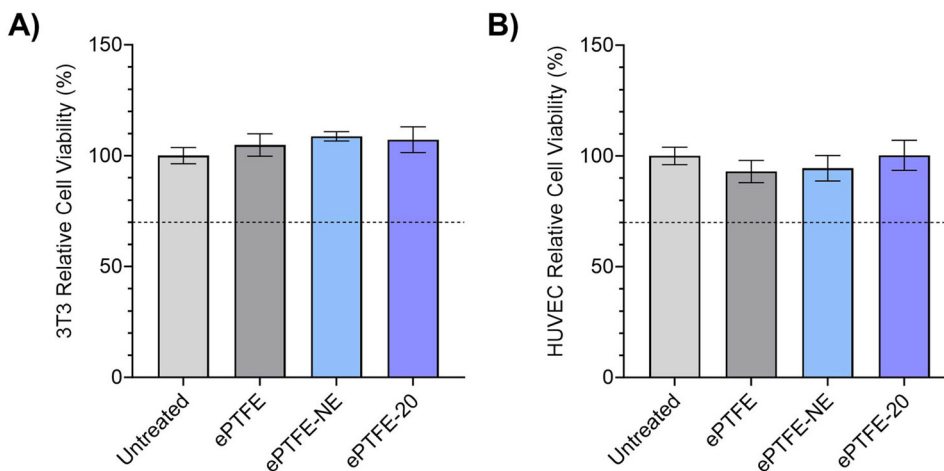 A)
3T3 Relative Cell Viability (%)
150
100
50
0
Untreated
ePTFE
ePTFE-NE
ePTFE-20
B)
HUVEC Relative Cell Viability (%)
150
100
50
0
Untreated
ePTFE
ePTFE-NE
ePTFE-20